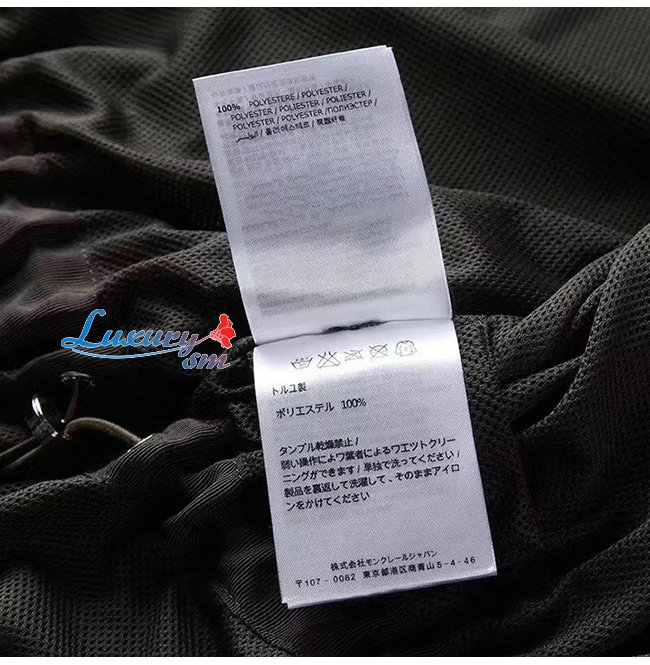 100% POLYESTERE / POLYESTER /
POLYESTER / POLIESTER / POLIESTER /
POLYESTER / POLYESTER /ПОЛИЭСТЕР /
البوليستر / 폴리에스테르 / 聚酯纤维
Luxury
sm
トルコ製
ポリエステル 100%
タンブル乾燥禁止 /
弱い操作によワ葉者によるワエツトクリー
ニングができます / 単独で洗ってください /
製品を裏返して洗濯して、そのままアイロ
ンをかけてください
株式会社モンクレールジャパン
〒107-0062 東京都港区南青山5-4-46